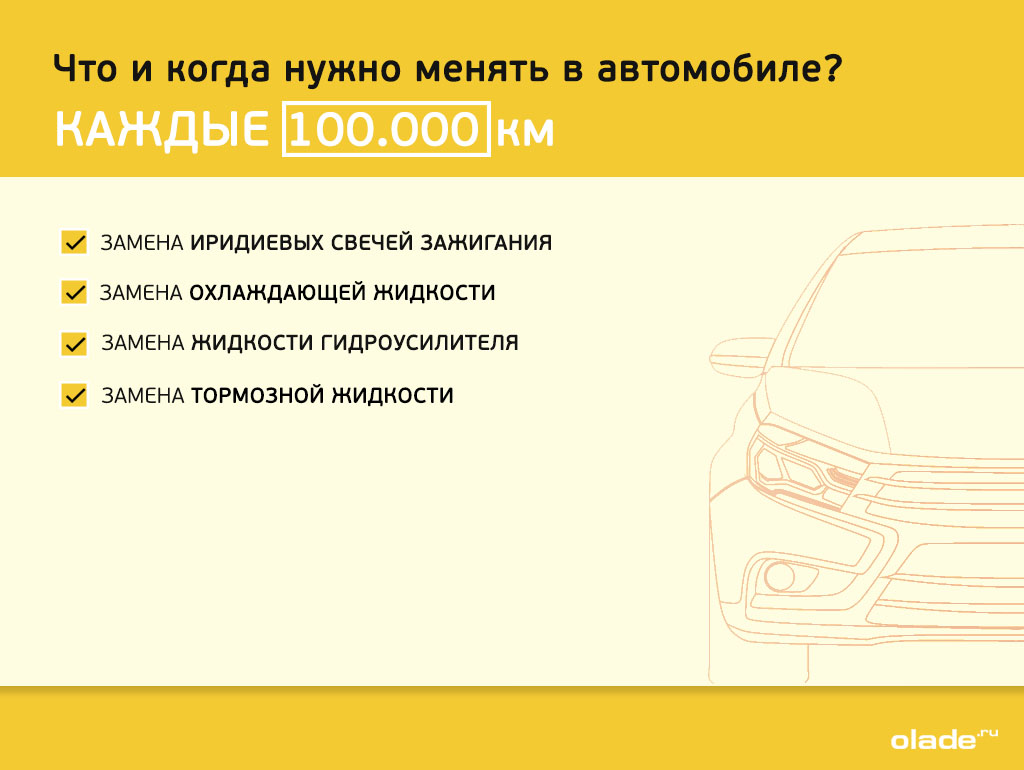 Что и когда нужно менять в автомобиле?
КАЖДЫЕ 100.000 км
ЗАМЕНА ИРИДИЕВЫХ СВЕЧЕЙ ЗАЖИГАНИЯ
ЗАМЕНА ОХЛАЖДАЮЩЕЙ ЖИДКОСТИ
ЗАМЕНА ЖИДКОСТИ ГИДРОУСИЛИТЕЛЯ
ЗАМЕНА ТОРМОЗНОЙ ЖИДКОСТИ
olade.ru